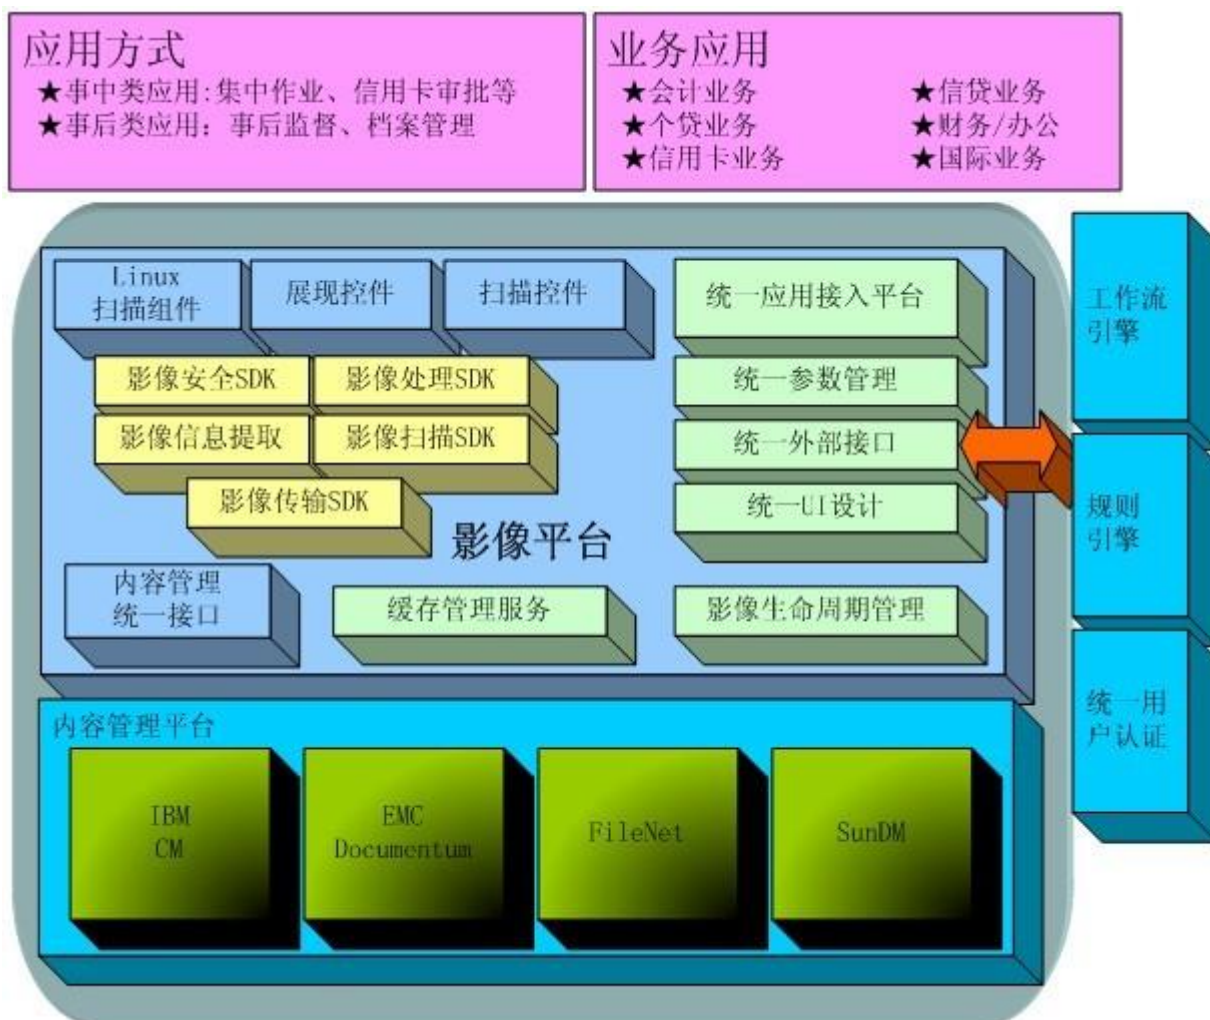 应用方式
★事中类应用:集中作业、信用卡审批等
★事后类应用：事后监督、档案管理
业务应用
★会计业务
★信贷业务
★个贷业务
★财务/办公
★信用卡业务
★国际业务
Linux
扫描组件
展现控件
扫描控件
统一应用接入平台
影像安全SDK
影像处理SDK
统一参数管理
影像信息提取
影像扫描SDK
统一外部接口
影像传输SDK
统一UI设计
影像平台
内容管理
统一接口
缓存管理服务
影像生命周期管理
工作流
引擎
规则
引擎
统一用
户认证
内容管理平台
IBM
CM
EMC
Documentum
FileNet
SunDM